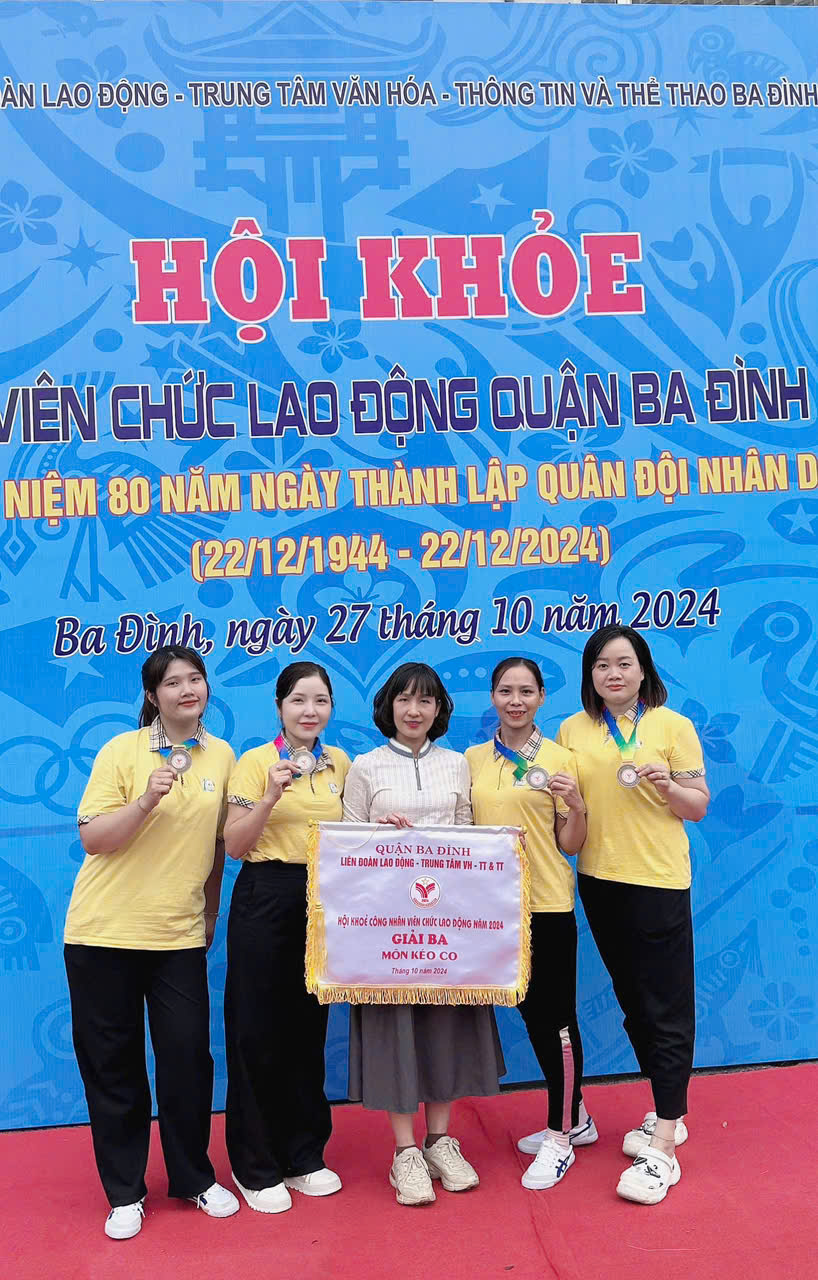 ĐOÀN LAO ĐỘNG - TRUNG TÂM VĂN HÓA - THÔNG TIN VÀ THỂ THAO BA ĐÌNH
HỘI KHỎE
VIÊN CHỨC LAO ĐỘNG QUẬN BA ĐÌNH
NIỆM 80 NĂM NGÀY THÀNH LẬP QUÂN ĐỘI NHÂN D
(22/12/1944 - 22/12/2024)
Ba Đình, ngày 27 tháng 10 năm 2024
QUẬN BA ĐÌNH
LIÊN ĐOÀN LAO ĐỘNG - TRUNG TÂM VH - TT & TT
HỘI KHOẺ CÔNG NHÂN VIÊN CHỨC LAO ĐỘNG NĂM 2024
GIẢI BA
MÔN KÉO CO
Tháng 10 năm 2024